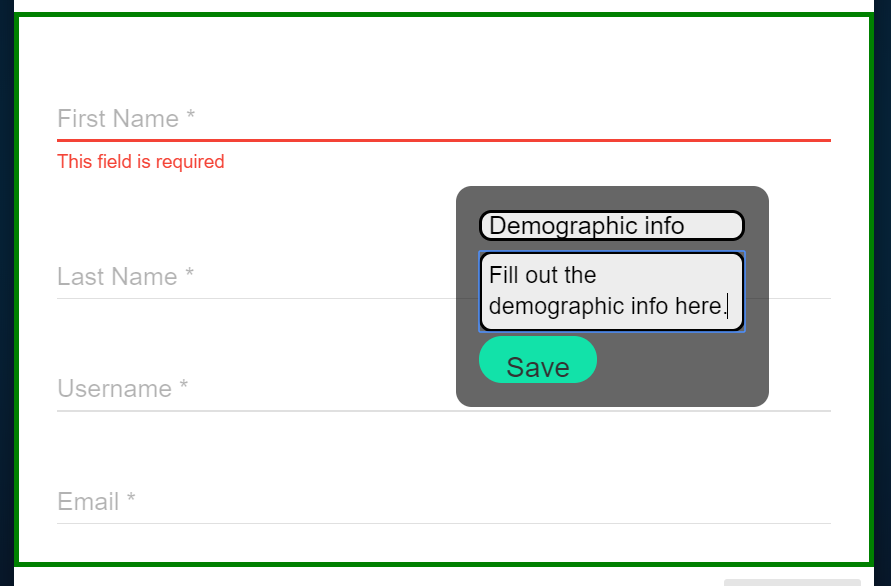 First Name *
This field is required
Demographic info
Last Name *
Fill out the
demographic info here.
Save
Username *
Email *